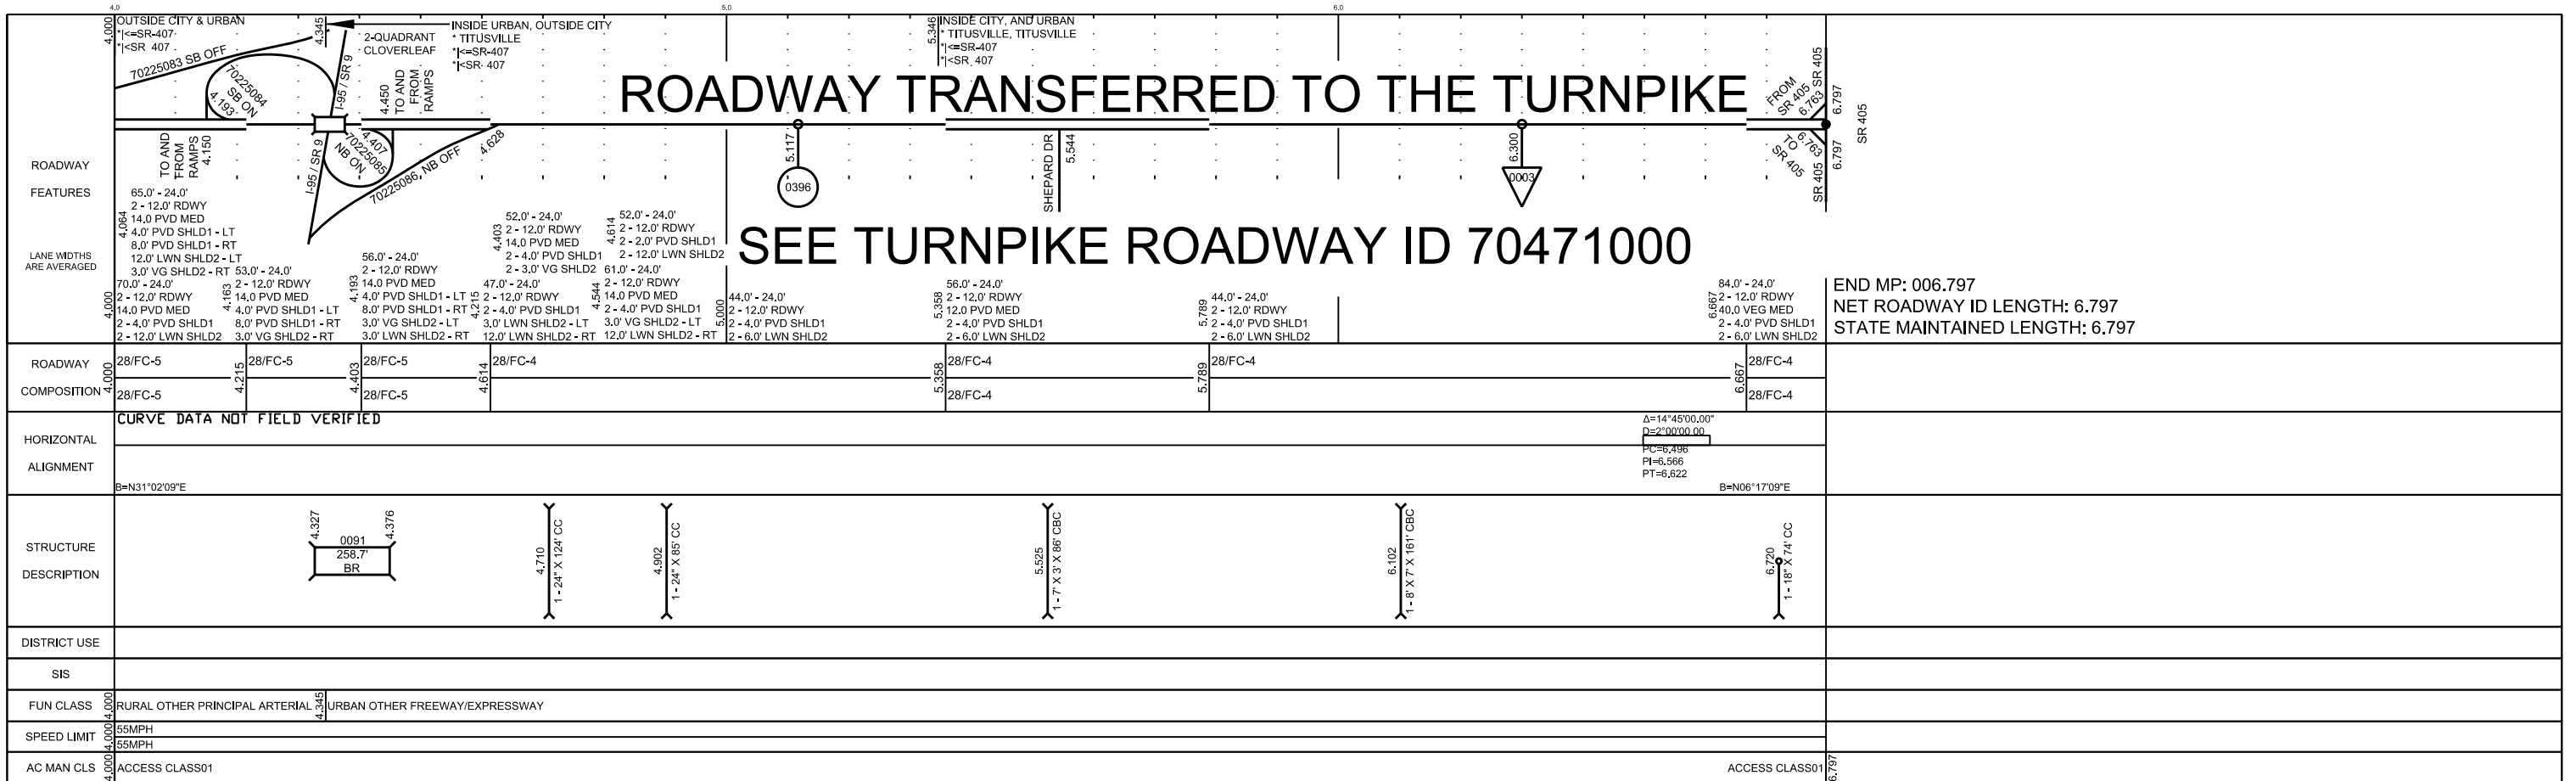 4.0
5.0
6.0
4.000
OUTSIDE CITY & URBAN
*|<=SR-407
*|<SR 407
4.345
INSIDE URBAN, OUTSIDE CITY
* TITUSVILLE
*|<=SR-407
*|<SR 407
2-QUADRANT
CLOVERLEAF
5.346
INSIDE CITY, AND URBAN
* TITUSVILLE, TITUSVILLE
*|<=SR-407
*|<SR 407
ROADWAY TRANSFERRED TO THE TURNPIKE
70225083 SB OFF
70225084
SB ON
4.193
I-95 / SR 9
4.450
TO AND
FROM
RAMPS
TO AND
FROM
RAMPS
4.150
I-95 / SR 9
4.407
70225085
NB ON
70225086 NB OFF
4.628
5.117
0396
SHEPARD DR
5.544
6.300
0003
FROM
SR 405
6.763
SR 405
6.797
SR 405
6.763
TO
SR 405
SR 405
6.797
ROADWAY
FEATURES
LANE WIDTHS
ARE AVERAGED
SEE TURNPIKE ROADWAY ID 70471000
4.064
65.0' - 24.0'
2 - 12.0' RDWY
14.0 PVD MED
4.0' PVD SHLD1 - LT
8.0' PVD SHLD1 - RT
12.0' LWN SHLD2 - LT
3.0' VG SHLD2 - RT
4.403
52.0' - 24.0'
2 - 12.0' RDWY
14.0 PVD MED
2 - 4.0' PVD SHLD1
2 - 3.0' VG SHLD2
4.614
52.0' - 24.0'
2 - 12.0' RDWY
2 - 2.0' PVD SHLD1
2 - 12.0' LWN SHLD2
4.000
70.0' - 24.0'
2 - 12.0' RDWY
14.0 PVD MED
2 - 4.0' PVD SHLD1
2 - 12.0' LWN SHLD2
4.163
53.0' - 24.0'
2 - 12.0' RDWY
14.0 PVD MED
4.0' PVD SHLD1 - LT
8.0' PVD SHLD1 - RT
3.0' VG SHLD2 - RT
4.193
56.0' - 24.0'
2 - 12.0' RDWY
14.0 PVD MED
4.0' PVD SHLD1 - LT
8.0' PVD SHLD1 - RT
3.0' VG SHLD2 - LT
3.0' LWN SHLD2 - RT
4.215
47.0' - 24.0'
2 - 12.0' RDWY
2 - 4.0' PVD SHLD1
3.0' LWN SHLD2 - LT
12.0' LWN SHLD2 - RT
4.544
61.0' - 24.0'
2 - 12.0' RDWY
14.0 PVD MED
2 - 4.0' PVD SHLD1
3.0' VG SHLD2 - LT
12.0' LWN SHLD2 - RT
5.000
44.0' - 24.0'
2 - 12.0' RDWY
2 - 4.0' PVD SHLD1
2 - 6.0' LWN SHLD2
5.358
56.0' - 24.0'
2 - 12.0' RDWY
12.0 PVD MED
2 - 4.0' PVD SHLD1
2 - 6.0' LWN SHLD2
5.789
44.0' - 24.0'
2 - 12.0' RDWY
2 - 4.0' PVD SHLD1
2 - 6.0' LWN SHLD2
6.667
84.0' - 24.0'
2 - 12.0' RDWY
40.0 VEG MED
2 - 4.0' PVD SHLD1
2 - 6.0' LWN SHLD2
END MP: 006.797
NET ROADWAY ID LENGTH: 6.797
STATE MAINTAINED LENGTH: 6.797
ROADWAY
COMPOSITION
4.000
28/FC-5
28/FC-5
4.215
28/FC-5
4.403
28/FC-5
28/FC-5
4.614
28/FC-4
5.358
28/FC-4
28/FC-4
5.789
28/FC-4
6.667
28/FC-4
28/FC-4
HORIZONTAL
ALIGNMENT
CURVE DATA NOT FIELD VERIFIED
B=N31°02'09"E
Δ=14°45'00.00"
D=2°00'00.00
PC=6.496
PI=6.566
PT=6.622
B=N06°17'09"E
STRUCTURE
DESCRIPTION
4.327
0091
258.7'
BR
4.376
4.710
1 - 24" X 124' CC
4.902
1 - 24" X 85' CC
5.525
1 - 7' X 3' X 86' CBC
6.102
1 - 8' X 7' X 161' CBC
6.720
1 - 18" X 74' CC
DISTRICT USE
SIS
FUN CLASS
4.000
RURAL OTHER PRINCIPAL ARTERIAL
4.345
URBAN OTHER FREEWAY/EXPRESSWAY
SPEED LIMIT
4.000
55MPH
4.000
55MPH
AC MAN CLS
4.000
ACCESS CLASS01
ACCESS CLASS01
6.797